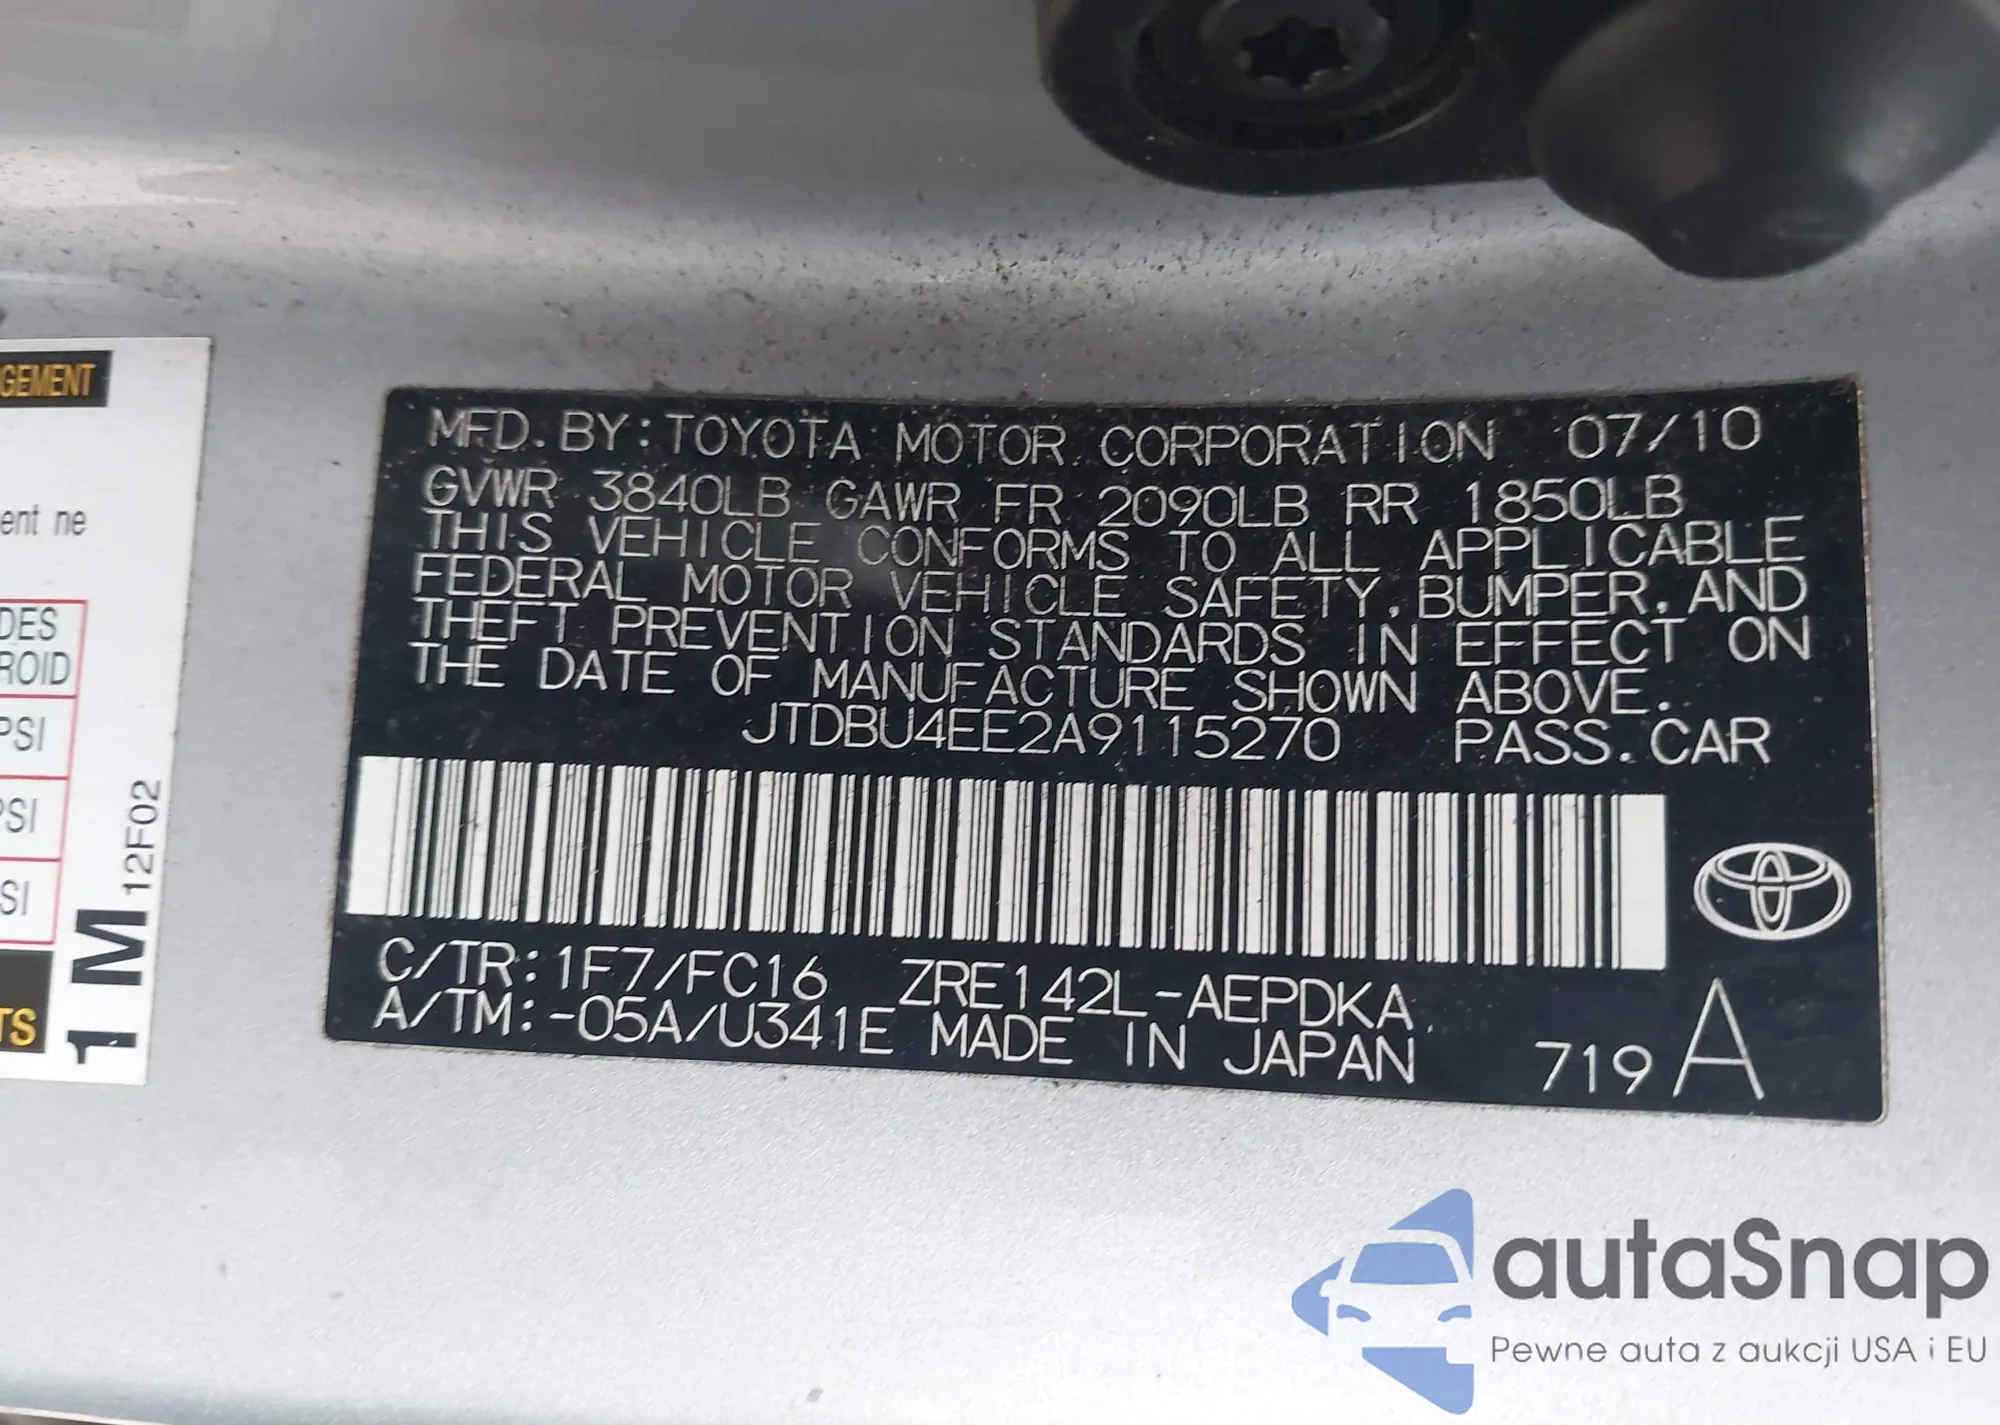 GEMENT
ent ne
DES
ROID
PSI
PSI
SI
TS
1 M 12F02
MFD. BY: TOYOTA MOTOR CORPORATION 07/10
GVWR 3840LB GAWR FR 2090LB RR 1850LB
THIS VEHICLE CONFORMS TO ALL APPLICABLE
FEDERAL MOTOR VEHICLE SAFETY, BUMPER, AND
THEFT PREVENTION STANDARDS IN EFFECT ON
THE DATE OF MANUFACTURE SHOWN ABOVE.
JTDBU4EE2A9115270 PASS. CAR
C/TR: 1F7/FC16 ZRE142L-AEPDKA
A/TM: -05A/U341E MADE IN JAPAN
719 A
autaSnap
Pewne auta z aukcji USA i EU